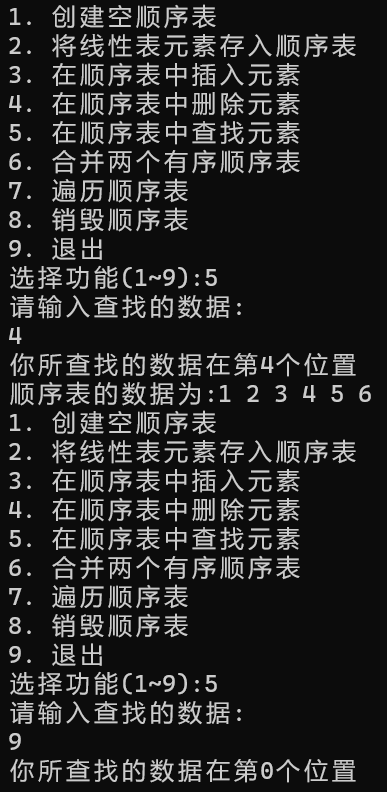 1. 创建空顺序表
2. 将线性表元素存入顺序表
3. 在顺序表中插入元素
4. 在顺序表中删除元素
5. 在顺序表中查找元素
6. 合并两个有序顺序表
7. 遍历顺序表
8. 销毁顺序表
9. 退出
选择功能(1~9):5
请输入查找的数据:
4
你所查找的数据在第4个位置
顺序表的数据为:1 2 3 4 5 6
1. 创建空顺序表
2. 将线性表元素存入顺序表
3. 在顺序表中插入元素
4. 在顺序表中删除元素
5. 在顺序表中查找元素
6. 合并两个有序顺序表
7. 遍历顺序表
8. 销毁顺序表
9. 退出
选择功能(1~9):5
请输入查找的数据:
9
你所查找的数据在第0个位置